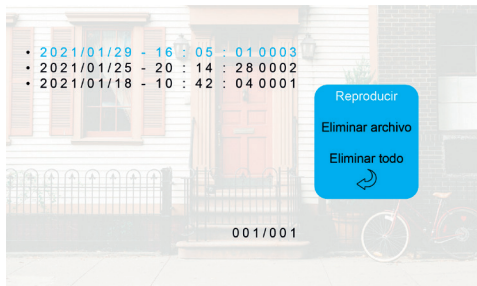 • 2021/01/29 - 16 : 05 : 010003
• 2021/01/25 - 20 : 14 : 280002
• 2021/01/18 - 10 : 42 : 040001
Reproducir
Eliminar archivo
Eliminar todo
001/001